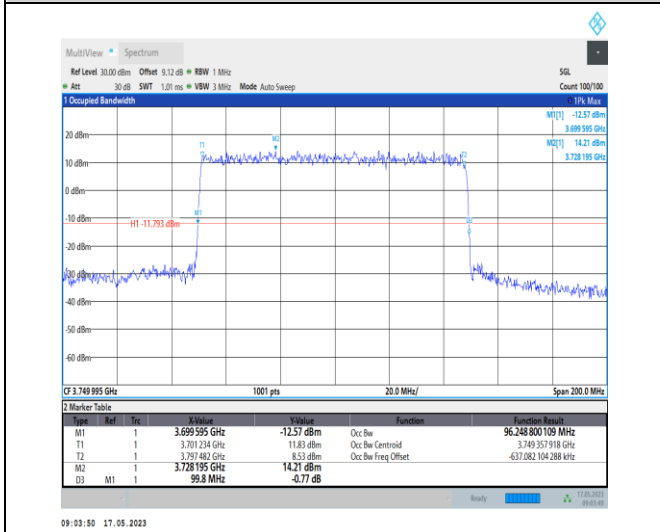 MultiView Spectrum
Ref Level 30.00 dBm Offset 9.12 dB RBW 1 MHz SGL
Att 30 dB SWT 1.01 ms VBW 3 MHz Mode Auto Sweep Count 100/100
1 Occupied Bandwidth 1Pk Max
M1[1] -12.57 dBm
3.699 595 GHz
M2[1] 14.21 dBm
3.728 195 GHz
20 dBm
T1 M2 T2
10 dBm
0 dBm
-10 dBm
M1
H1 -11.793 dBm
-20 dBm
-30 dBm
-40 dBm
-50 dBm
-60 dBm
CF 3.749 995 GHz 1001 pts 20.0 MHz/ Span 200.0 MHz
2 Marker Table
Type Ref Trc X-Value Y-Value Function Function Result
M1 1 3.699 595 GHz -12.57 dBm Occ Bw 96.248 800 109 MHz
T1 1 3.701 234 GHz 11.83 dBm Occ Bw Centroid 3.749 357 918 GHz
T2 1 3.797 482 GHz 8.53 dBm Occ Bw Freq Offset -637.082 104 288 kHz
M2 1 3.728 195 GHz 14.21 dBm
D3 M1 1 99.8 MHz -0.77 dB
Ready 17.05.2023
09:03:49
09:03:50 17.05.2023